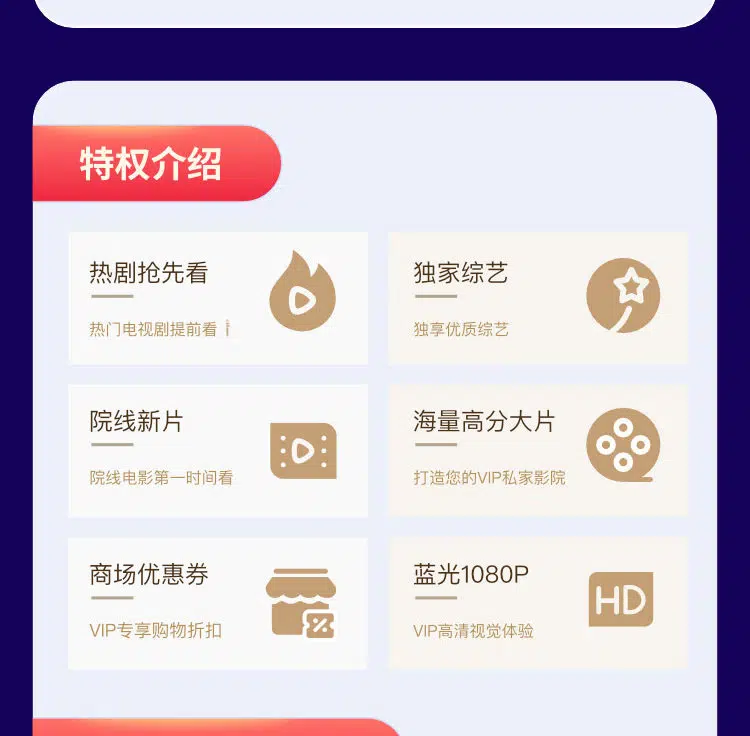 特权介绍
热剧抢先看
热门电视剧提前看
独家综艺
独享优质综艺
院线新片
院线电影第一时间看
海量高分大片
打造您的VIP私家影院
商场优惠券
VIP专享购物折扣
蓝光1080P
VIP高清视觉体验
HD